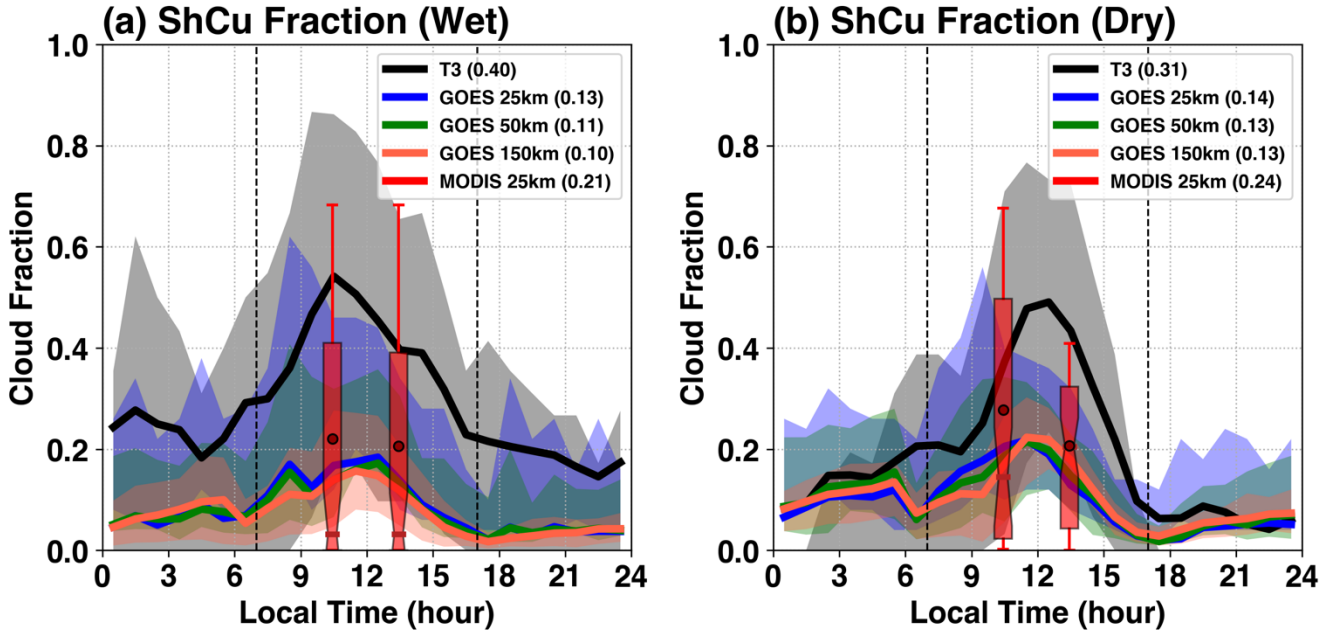 (a) ShCu Fraction (Wet)
1.0
0.8
0.6
0.4
0.2
0.0
Cloud Fraction
T3 (0.40)
GOES 25km (0.13)
GOES 50km (0.11)
GOES 150km (0.10)
MODIS 25km (0.21)
0 3 6 9 12 15 18 21 24
Local Time (hour)
(b) ShCu Fraction (Dry)
1.0
0.8
0.6
0.4
0.2
0.0
Cloud Fraction
T3 (0.31)
GOES 25km (0.14)
GOES 50km (0.13)
GOES 150km (0.13)
MODIS 25km (0.24)
0 3 6 9 12 15 18 21 24
Local Time (hour)